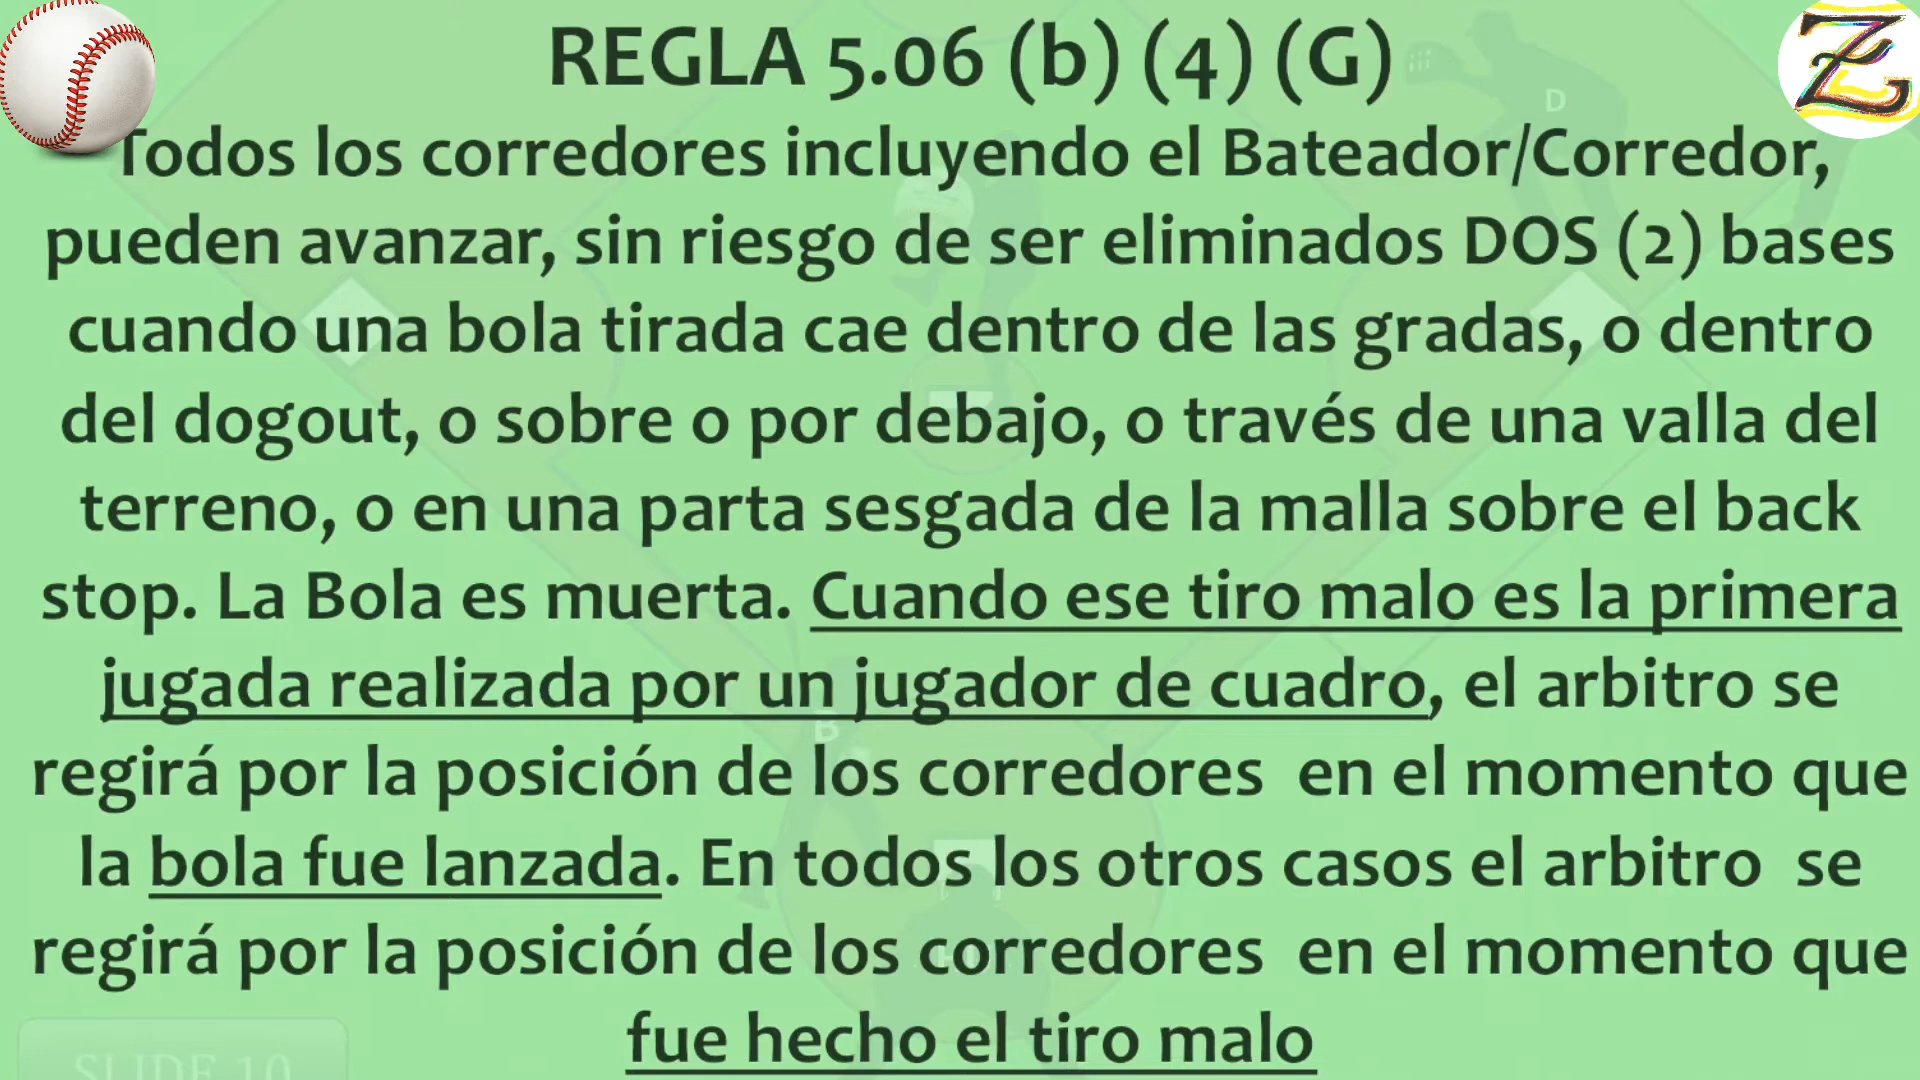 REGLA 5.06 (b) (4) (G)
Todos los corredores incluyendo el Bateador/Corredor,
pueden avanzar, sin riesgo de ser eliminados DOS (2) bases
cuando una bola tirada cae dentro de las gradas, o dentro
del dogout, o sobre o por debajo, o través de una valla del
terreno, o en una parta sesgada de la malla sobre el back
stop. La Bola es muerta. Cuando ese tiro malo es la primera
jugada realizada por un jugador de cuadro, el arbitro se
regirá por la posición de los corredores en el momento que
la bola fue lanzada. En todos los otros casos el arbitro se
regirá por la posición de los corredores en el momento que
fue hecho el tiro malo
D
B
SLIDE 10